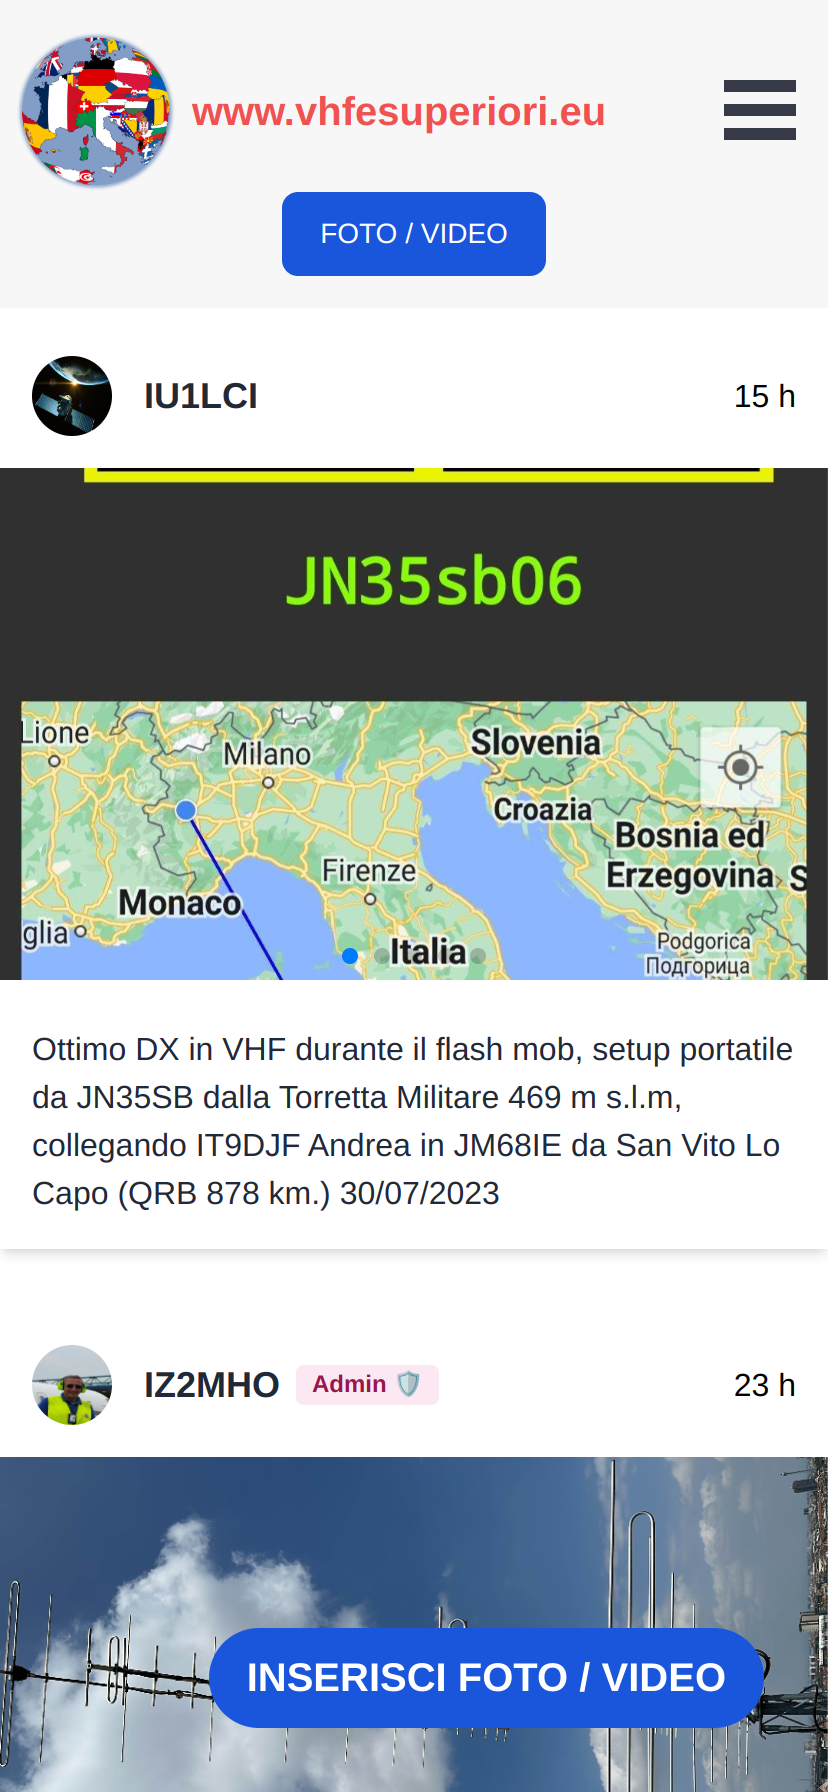 www.vhfesuperiori.eu
FOTO / VIDEO
IU1LCI
15 h
JN35sb06
Lione
Milano
Slovenia
Croazia
Bosnia ed
Erzegovina
S
Firenze
Monaco
glia
Italia
Podgorica
Подгорица
Ottimo DX in VHF durante il flash mob, setup portatile
da JN35SB dalla Torretta Militare 469 m s.l.m,
collegando IT9DJF Andrea in JM68IE da San Vito Lo
Capo (QRB 878 km.) 30/07/2023
IZ2MHO
Admin 🛡️
23 h
INSERISCI FOTO / VIDEO